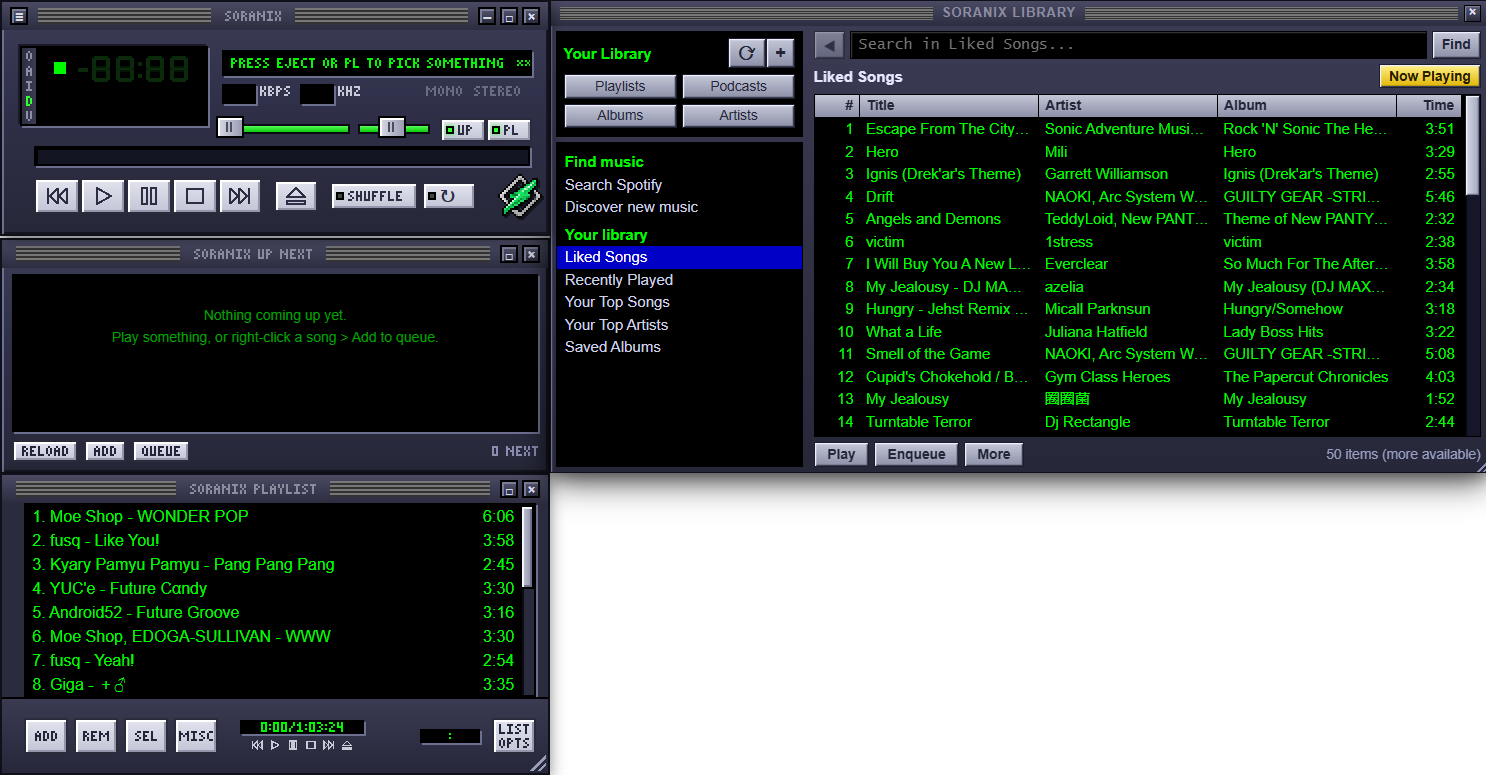 SORANIX
O
A
I
D
V
-88:88
PRESS EJECT OR PL TO PICK SOMETHING
KBPS KHZ MONO STEREO
UP PL
SHUFFLE
SORANIX UP NEXT
Nothing coming up yet.
Play something, or right-click a song > Add to queue.
RELOAD ADD QUEUE 0 NEXT
SORANIX PLAYLIST
1. Moe Shop - WONDER POP 6:06
2. fusq - Like You! 3:58
3. Kyary Pamyu Pamyu - Pang Pang Pang 2:45
4. YUC'e - Future Cαndy 3:30
5. Android52 - Future Groove 3:16
6. Moe Shop, EDOGA-SULLIVAN - WWW 3:30
7. fusq - Yeah! 2:54
8. Giga - +♂ 3:35
ADD REM SEL MISC 0:00/1:03:24 : LIST
OPTS
SORANIX LIBRARY
Your Library +
Playlists Podcasts
Albums Artists
Find music
Search Spotify
Discover new music
Your library
Liked Songs
Recently Played
Your Top Songs
Your Top Artists
Saved Albums
Search in Liked Songs... Find
Liked Songs Now Playing
# Title Artist Album Time
1 Escape From The City... Sonic Adventure Musi... Rock 'N' Sonic The He... 3:51
2 Hero Mili Hero 3:29
3 Ignis (Drek'ar's Theme) Garrett Williamson Ignis (Drek'ar's Theme) 2:55
4 Drift NAOKI, Arc System W... GUILTY GEAR -STRI... 5:46
5 Angels and Demons TeddyLoid, New PANT... Theme of New PANTY... 2:32
6 victim 1stress victim 2:38
7 I Will Buy You A New L... Everclear So Much For The After... 3:58
8 My Jealousy - DJ MA... azelia My Jealousy (DJ MAX... 2:34
9 Hungry - Jehst Remix ... Micall Parknsun Hungry/Somehow 3:18
10 What a Life Juliana Hatfield Lady Boss Hits 3:22
11 Smell of the Game NAOKI, Arc System W... GUILTY GEAR -STRI... 5:08
12 Cupid's Chokehold / B... Gym Class Heroes The Papercut Chronicles 4:03
13 My Jealousy 圈圈菌 My Jealousy 1:52
14 Turntable Terror Dj Rectangle Turntable Terror 2:44
Play Enqueue More 50 items (more available)